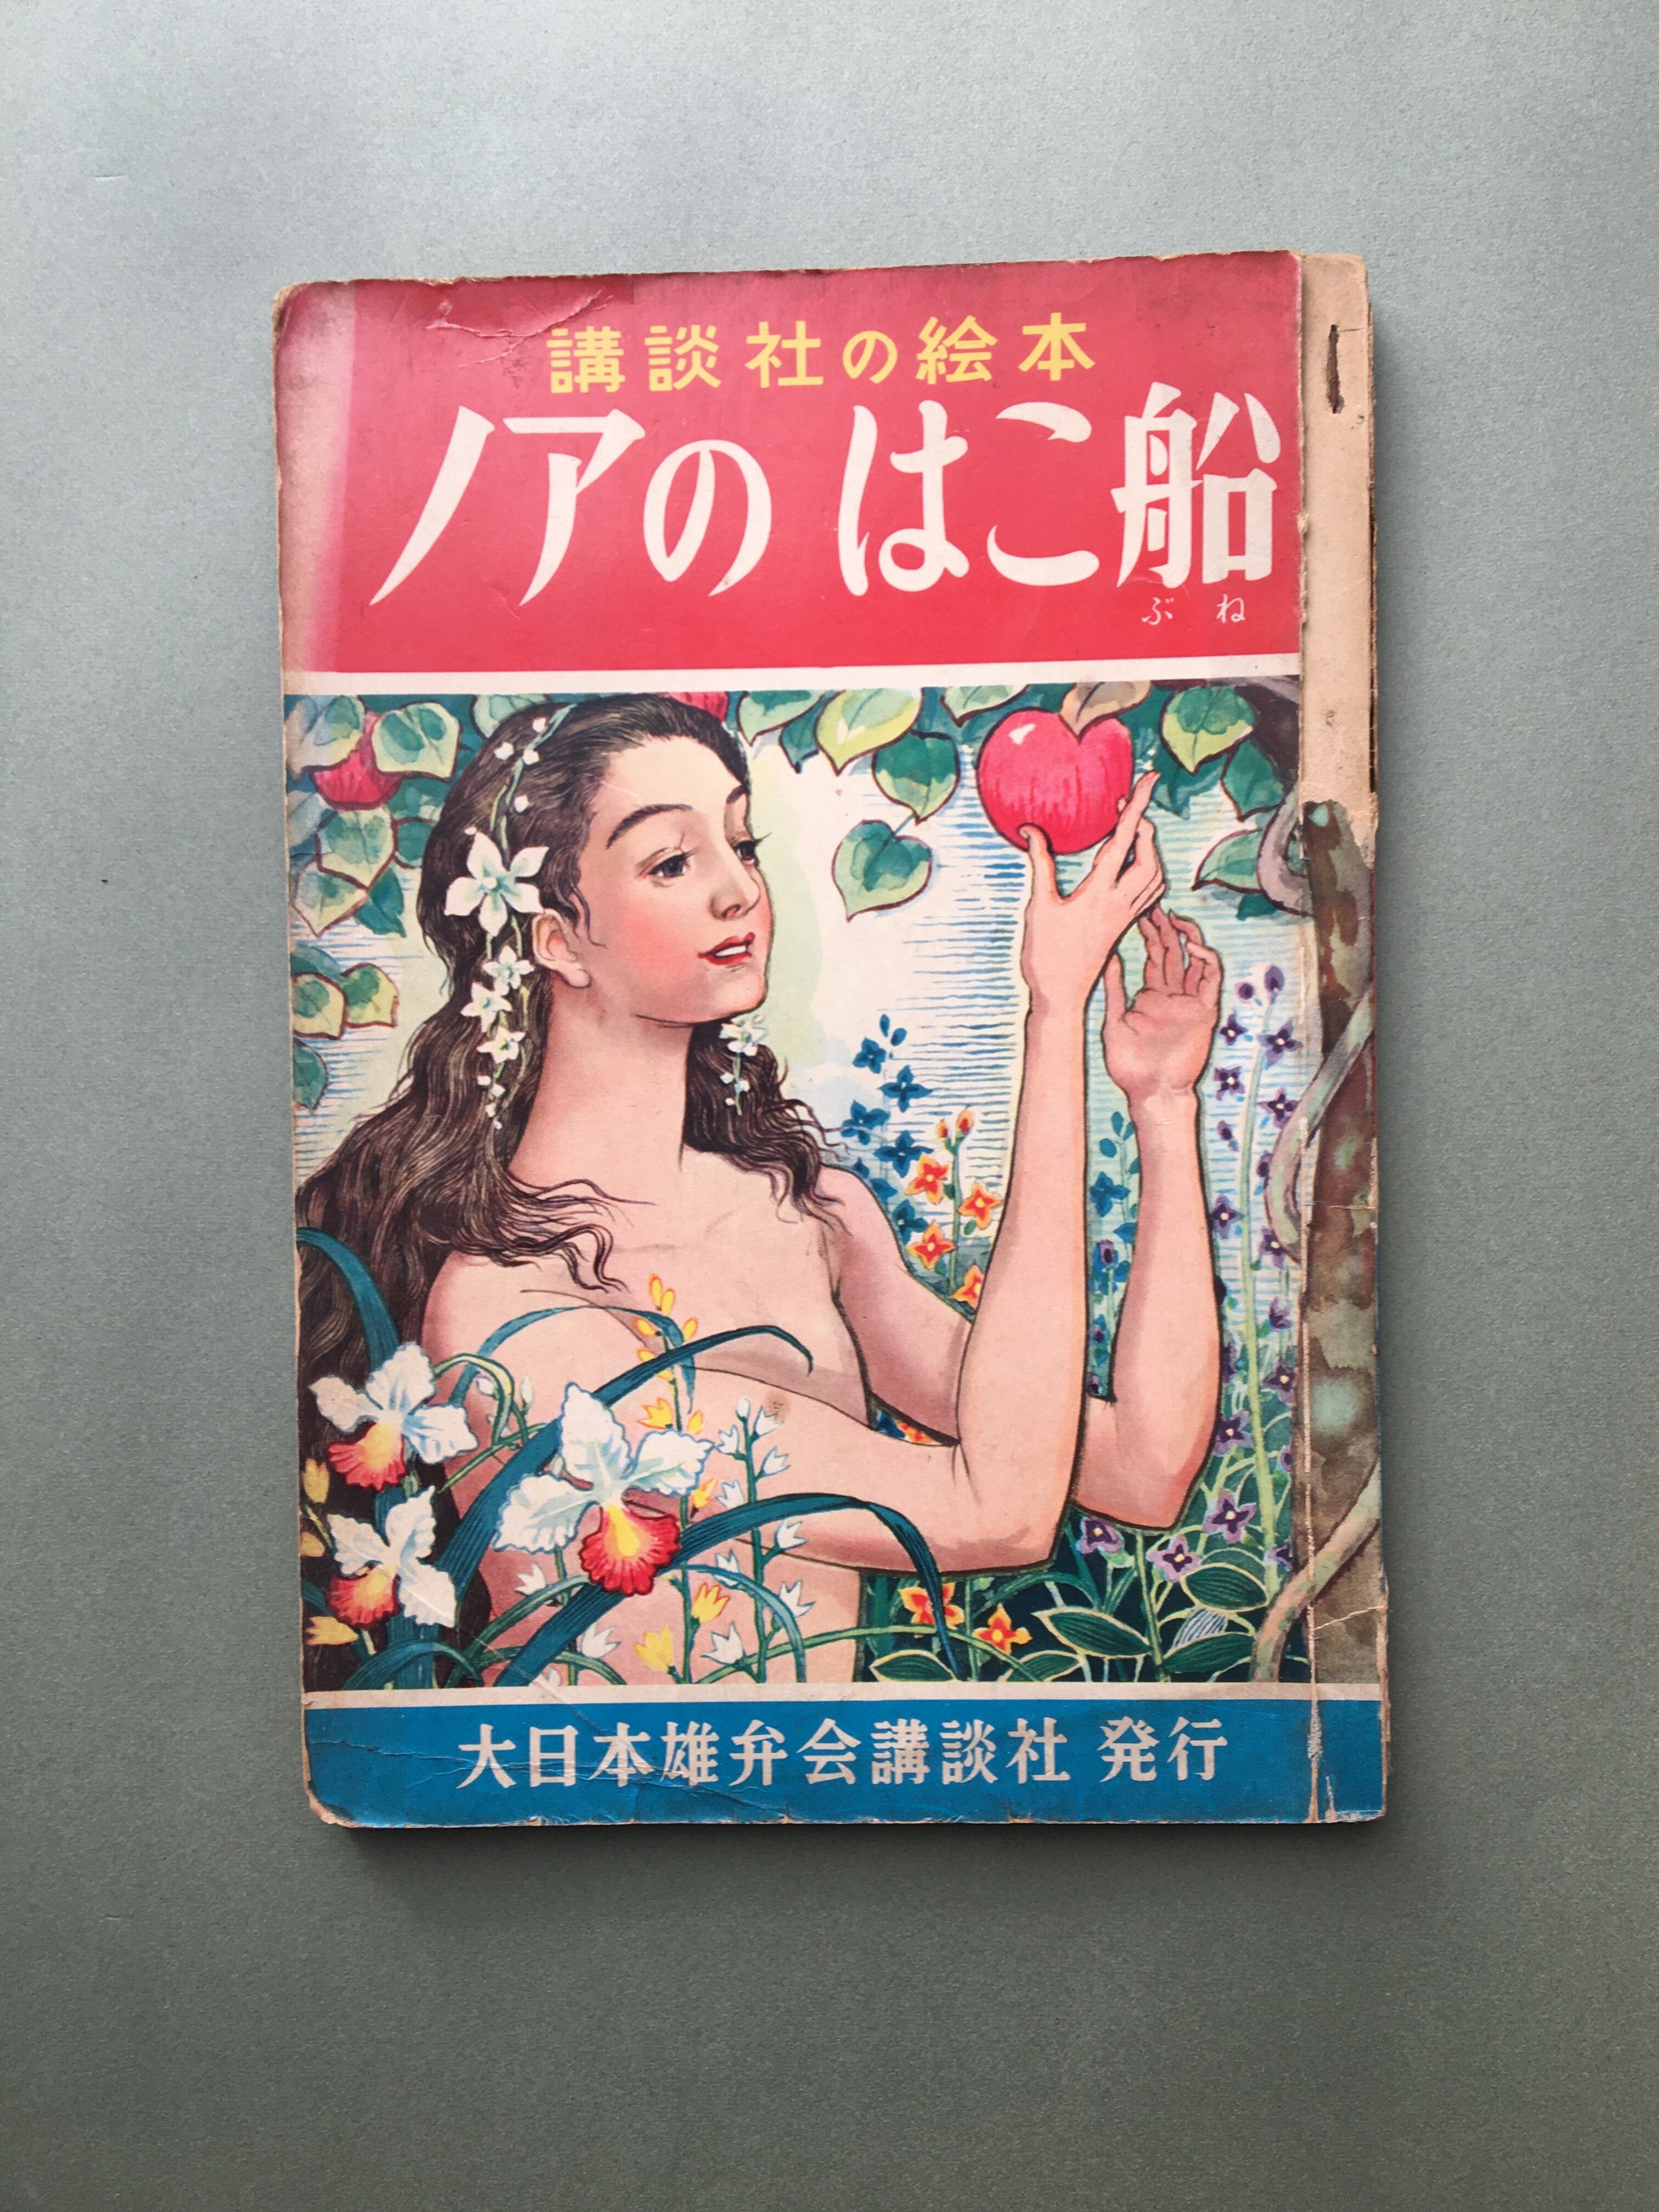 講談社の絵本
ノアの はこ船
ぶね
大日本雄弁会講談社 発行